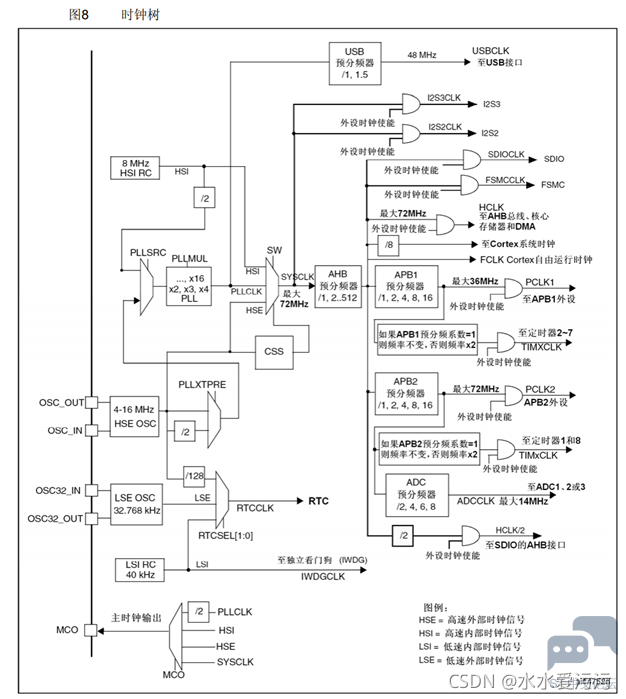 图8 时钟树
USB
预分频器
/1, 1.5
48 MHz
USBCLK
至USB接口
I2S3CLK
I2S3
外设时钟使能
I2S2CLK
I2S2
外设时钟使能
SDIOCLK
SDIO
外设时钟使能
FSMCCLK
FSMC
外设时钟使能
8 MHz
HSI RC
HSI
/2
最大72MHz
外设时钟使能
HCLK
至AHB总线、核心
存储器和DMA
/8
至Cortex系统时钟
FCLK Cortex自由运行时钟
PLLSRC
PLLMUL
..., x16
x2, x3, x4
PLL
SW
HSI
PLLCLK
HSE
SYSCLK
最大
72MHz
AHB
预分频器
/1, 2..512
APB1
预分频器
/1, 2, 4, 8, 16
最大36MHz
PCLK1
至APB1外设
外设时钟使能
如果APB1预分频系数=1
则频率不变，否则频率x2
至定时器2~7
TIMXCLK
外设时钟使能
CSS
PLLXTPRE
OSC_OUT
OSC_IN
4-16 MHz
HSE OSC
/2
APB2
预分频器
/1, 2, 4, 8, 16
最大72MHz
PCLK2
APB2外设
外设时钟使能
如果APB2预分频系数=1
则频率不变，否则频率x2
至定时器1和8
TIMxCLK
外设时钟使能
/128
OSC32_IN
OSC32_OUT
LSE OSC
32.768 kHz
LSE
RTCCLK
RTC
RTCSEL[1:0]
ADC
预分频器
/2, 4, 6, 8
至ADC1、2或3
ADCCLK 最大14MHz
/2
HCLK/2
至SDIO的AHB接口
外设时钟使能
LSI RC
40 kHz
LSI
至独立看门狗 (IWDG)
IWDGCLK
MCO
主时钟输出
/2
PLLCLK
HSI
HSE
SYSCLK
MCO
图例：
HSE = 高速外部时钟信号
HSI = 高速内部时钟信号
LSI = 低速内部时钟信号
LSE = 低速外部时钟信号
CSDN @水水爱运运